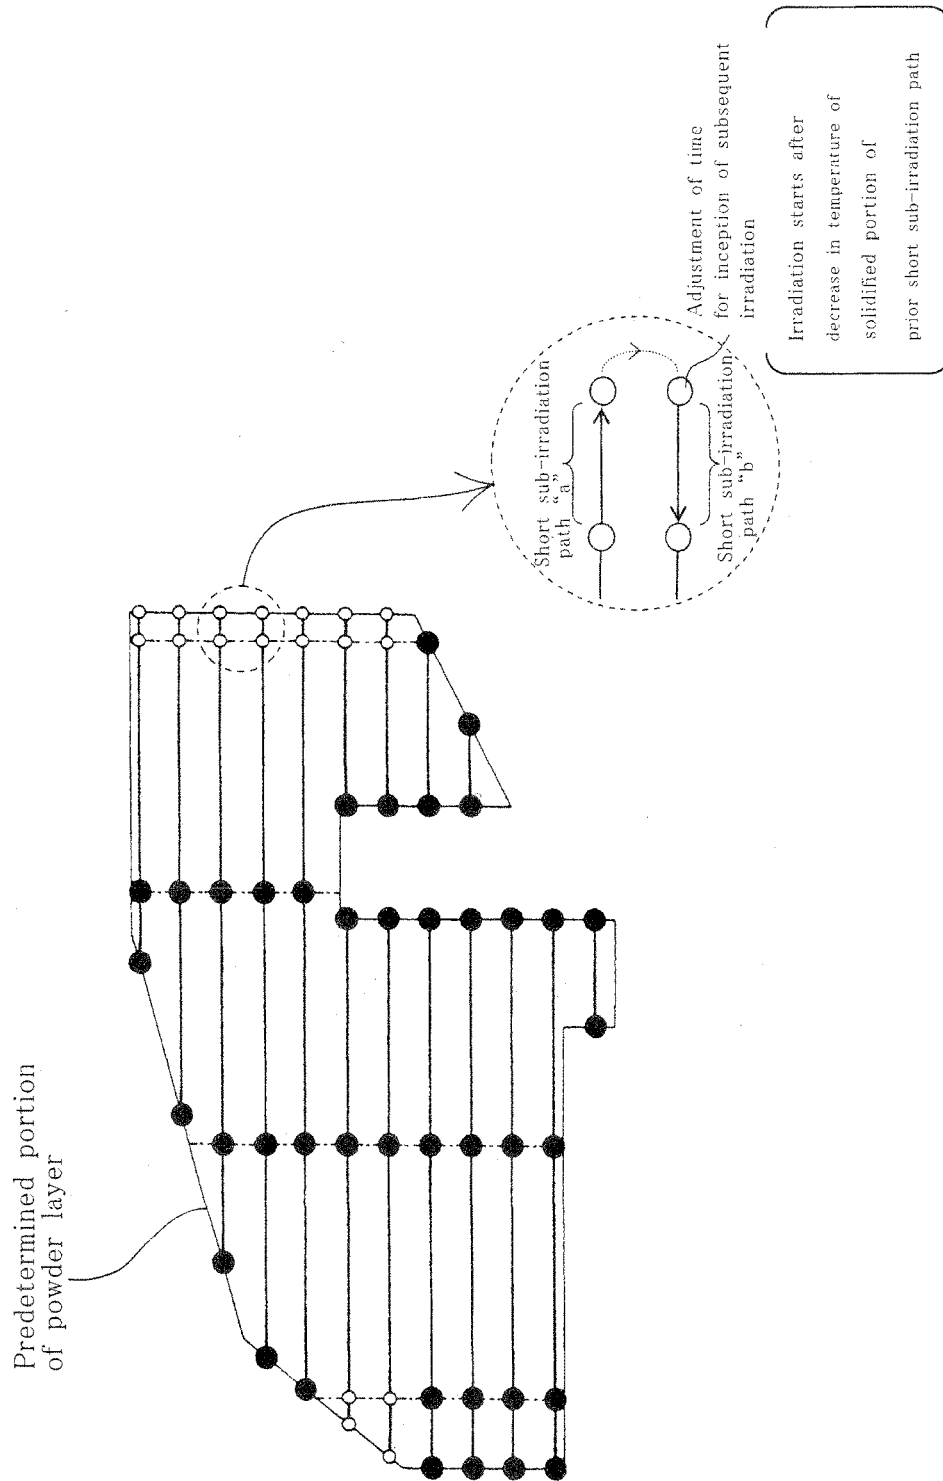 Predetermined portion
of powder layer
Short sub-irradiation
path "a"
Short sub-irradiation
path "b"
Adjustment of time
for inception of subsequent
irradiation
Irradiation starts after
decrease in temperature of
solidified portion of
prior short sub-irradiation path